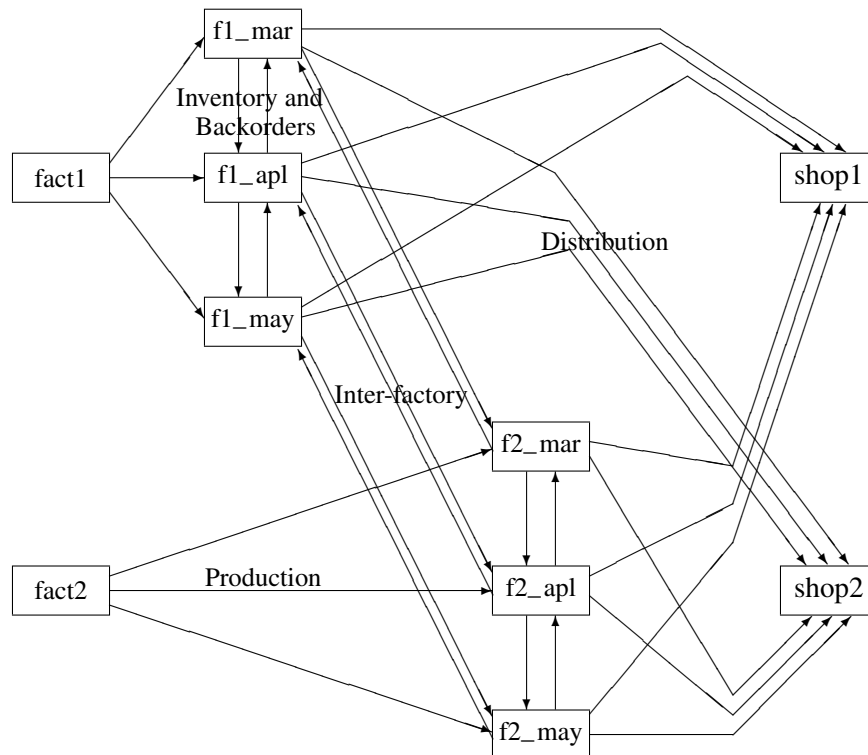 f1_mar
Inventory and
Backorders
fact1
f1_apl
shop1
Distribution
f1_may
Inter-factory
f2_mar
Production
fact2
f2_apl
shop2
f2_may